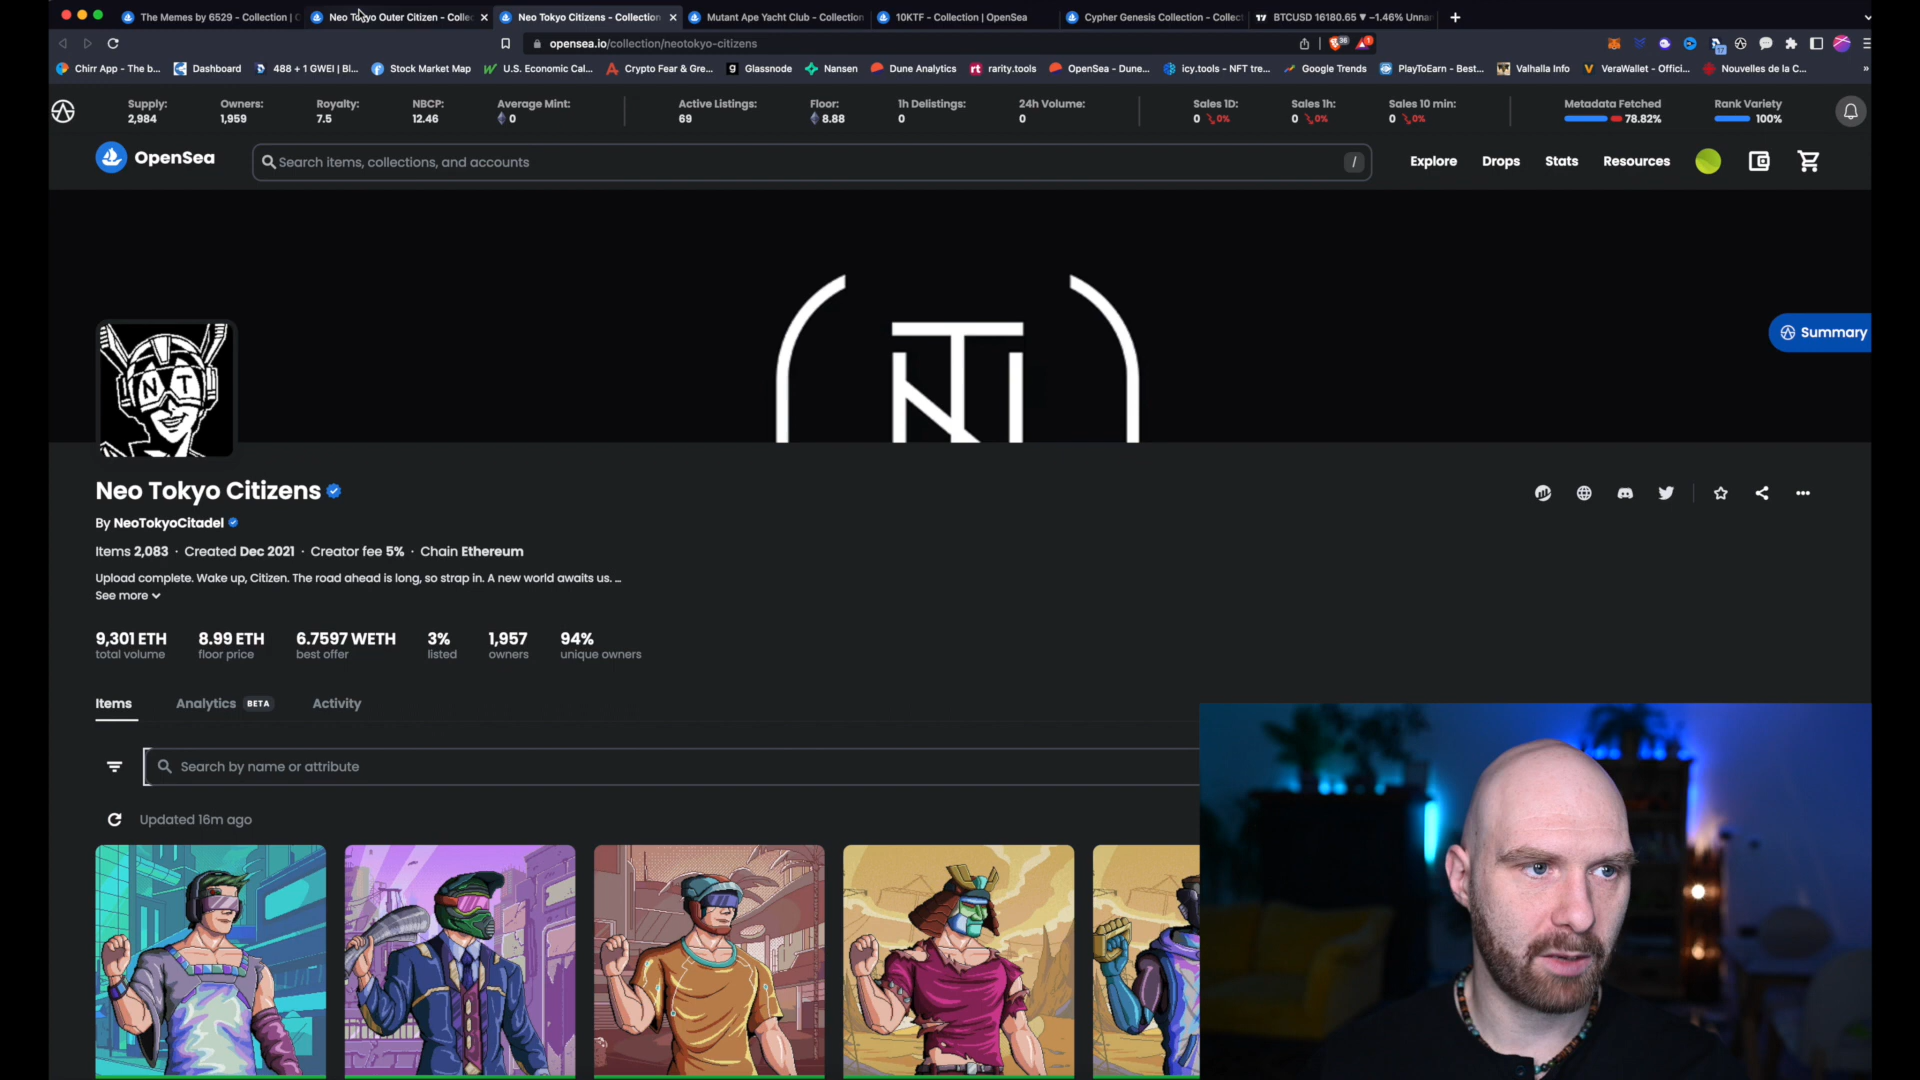 The Memes by 6529 - Collection | C
Neo Tokyo Outer Citizen - Collec
Neo Tokyo Citizens - Collection
Mutant Ape Yacht Club - Collection
10KTF - Collection | OpenSea
Cypher Genesis Collection - Collect
BTCUSD 16180.65 ▼ −1.46% Unna
opensea.io/collection/neotokyo-citizens
Chirr App - The b...
Dashboard
488 + 1 GWEI | Bl...
Stock Market Map
U.S. Economic Cal...
Crypto Fear & Gre...
Glassnode
Nansen
Dune Analytics
rarity.tools
OpenSea - Dune...
icy.tools - NFT tre...
Google Trends
PlayToEarn - Best...
Valhalla Info
VeraWallet - Offici...
Nouvelles de la C...
Supply: Owners: Royalty: NBCP: Average Mint: Active Listings: Floor: 1h Delistings: 24h Volume: Sales 1D: Sales 1h: Sales 10 min: Metadata Fetched Rank Variety
2,984 1,959 7.5 12.46 0 69 8.88 0 0 0 0% 0 0% 0 0% 78.82% 100%
OpenSea
Search items, collections, and accounts /
Explore Drops Stats Resources
NT
Summary
N T
Neo Tokyo Citizens
By NeoTokyoCitadel
Items 2,083 · Created Dec 2021 · Creator fee 5% · Chain Ethereum
Upload complete. Wake up, Citizen. The road ahead is long, so strap in. A new world awaits us. ...
See more
9,301 ETH 8.99 ETH 6.7597 WETH 3% 1,957 94%
total volume floor price best offer listed owners unique owners
Items Analytics BETA Activity
Search by name or attribute
Updated 16m ago